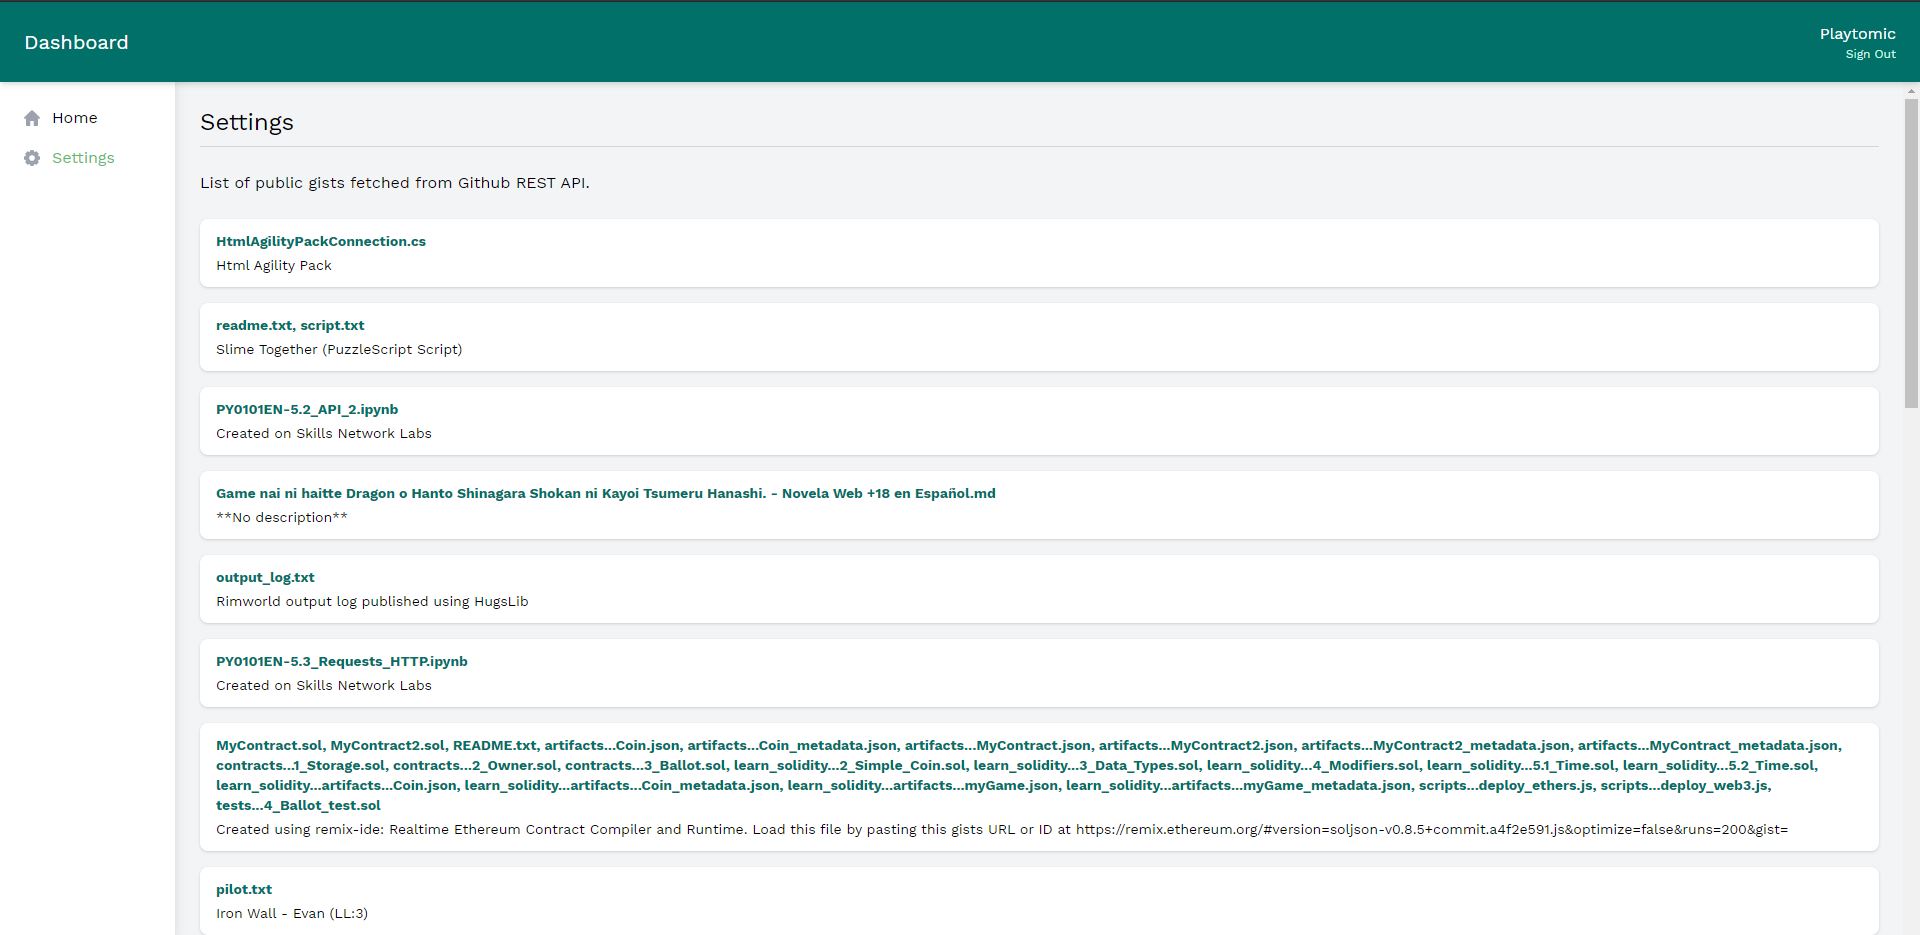 Dashboard
Playtomic
Sign Out
Home
Settings
Settings
List of public gists fetched from Github REST API.
HtmlAgilityPackConnection.cs
Html Agility Pack
readme.txt, script.txt
Slime Together (PuzzleScript Script)
PY0101EN-5.2_API_2.ipynb
Created on Skills Network Labs
Game nai ni haitte Dragon o Hanto Shinagara Shokan ni Kayoi Tsumeru Hanashi. - Novela Web +18 en Español.md
**No description**
output_log.txt
Rimworld output log published using HugsLib
PY0101EN-5.3_Requests_HTTP.ipynb
Created on Skills Network Labs
MyContract.sol, MyContract2.sol, README.txt, artifacts...Coin.json, artifacts...Coin_metadata.json, artifacts...MyContract.json, artifacts...MyContract2.json, artifacts...MyContract2_metadata.json, artifacts...MyContract_metadata.json,
contracts...1_Storage.sol, contracts...2_Owner.sol, contracts...3_Ballot.sol, learn_solidity...2_Simple_Coin.sol, learn_solidity...3_Data_Types.sol, learn_solidity...4_Modifiers.sol, learn_solidity...5.1_Time.sol, learn_solidity...5.2_Time.sol,
learn_solidity...artifacts...Coin.json, learn_solidity...artifacts...Coin_metadata.json, learn_solidity...artifacts...myGame.json, learn_solidity...artifacts...myGame_metadata.json, scripts...deploy_ethers.js, scripts...deploy_web3.js,
tests...4_Ballot_test.sol
Created using remix-ide: Realtime Ethereum Contract Compiler and Runtime. Load this file by pasting this gists URL or ID at https://remix.ethereum.org/#version=soljson-v0.8.5+commit.a4f2e591.js&optimize=false&runs=200&gist=
pilot.txt
Iron Wall - Evan (LL:3)